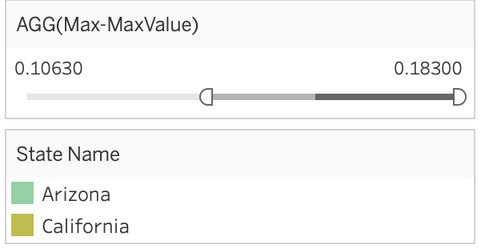 AGG(Max-MaxValue)
0.10630 0.18300
State Name
Arizona
California